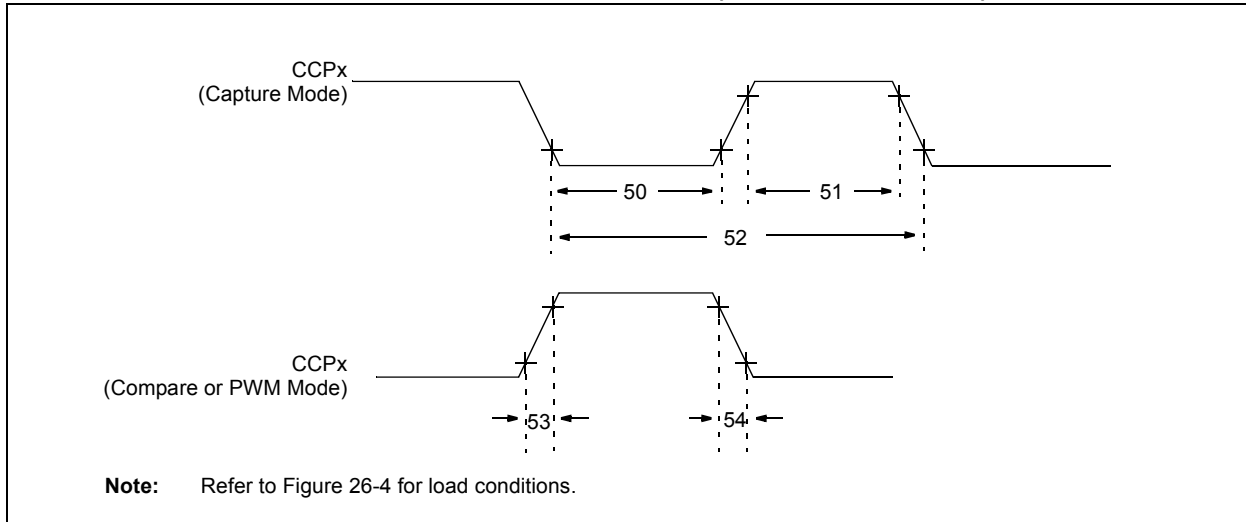 CCPx
(Capture Mode)
50
51
52
CCPx
(Compare or PWM Mode)
53
54
Note: Refer to Figure 26-4 for load conditions.